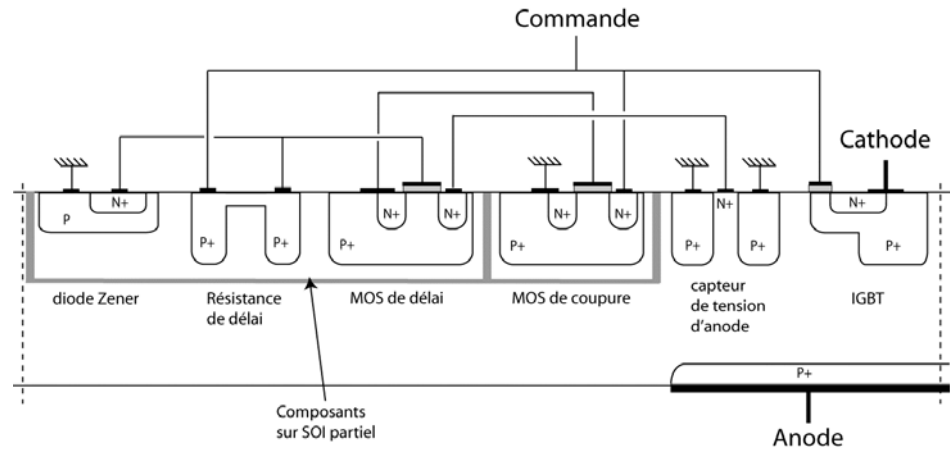 Commande
Cathode
N+
P
P+
P+
N+
N+
P+
N+
N+
P+
N+
P+
P+
N+
P+
diode Zener
Résistance
de délai
MOS de délai
MOS de coupure
capteur
de tension
d'anode
IGBT
P+
Composants
sur SOI partiel
Anode